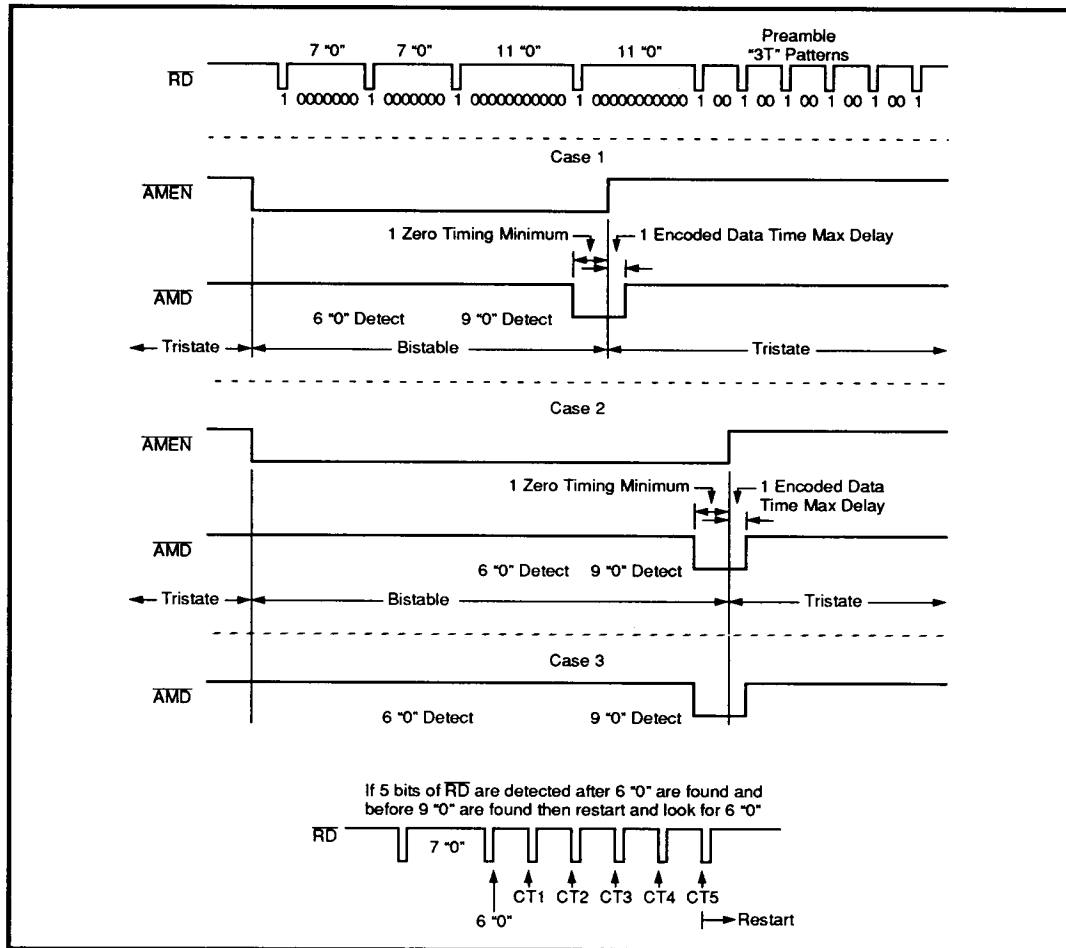 Preamble
7 "0" 7 "0" 11 "0" 11 "0" "3T" Patterns
RD
1 0000000 1 0000000 1 00000000000 1 00000000000 1 00 1 00 1 00 1 00 1 00 1
Case 1
AMEN
1 Zero Timing Minimum 1 Encoded Data Time Max Delay
AMD
6 "0" Detect 9 "0" Detect
Tristate Bistable Tristate
Case 2
AMEN
1 Zero Timing Minimum 1 Encoded Data
Time Max Delay
AMD
6 "0" Detect 9 "0" Detect
Tristate Bistable Tristate
Case 3
AMD
6 "0" Detect 9 "0" Detect
If 5 bits of RD are detected after 6 "0" are found and
before 9 "0" are found then restart and look for 6 "0"
RD
7 "0"
CT1 CT2 CT3 CT4 CT5
6 "0" Restart